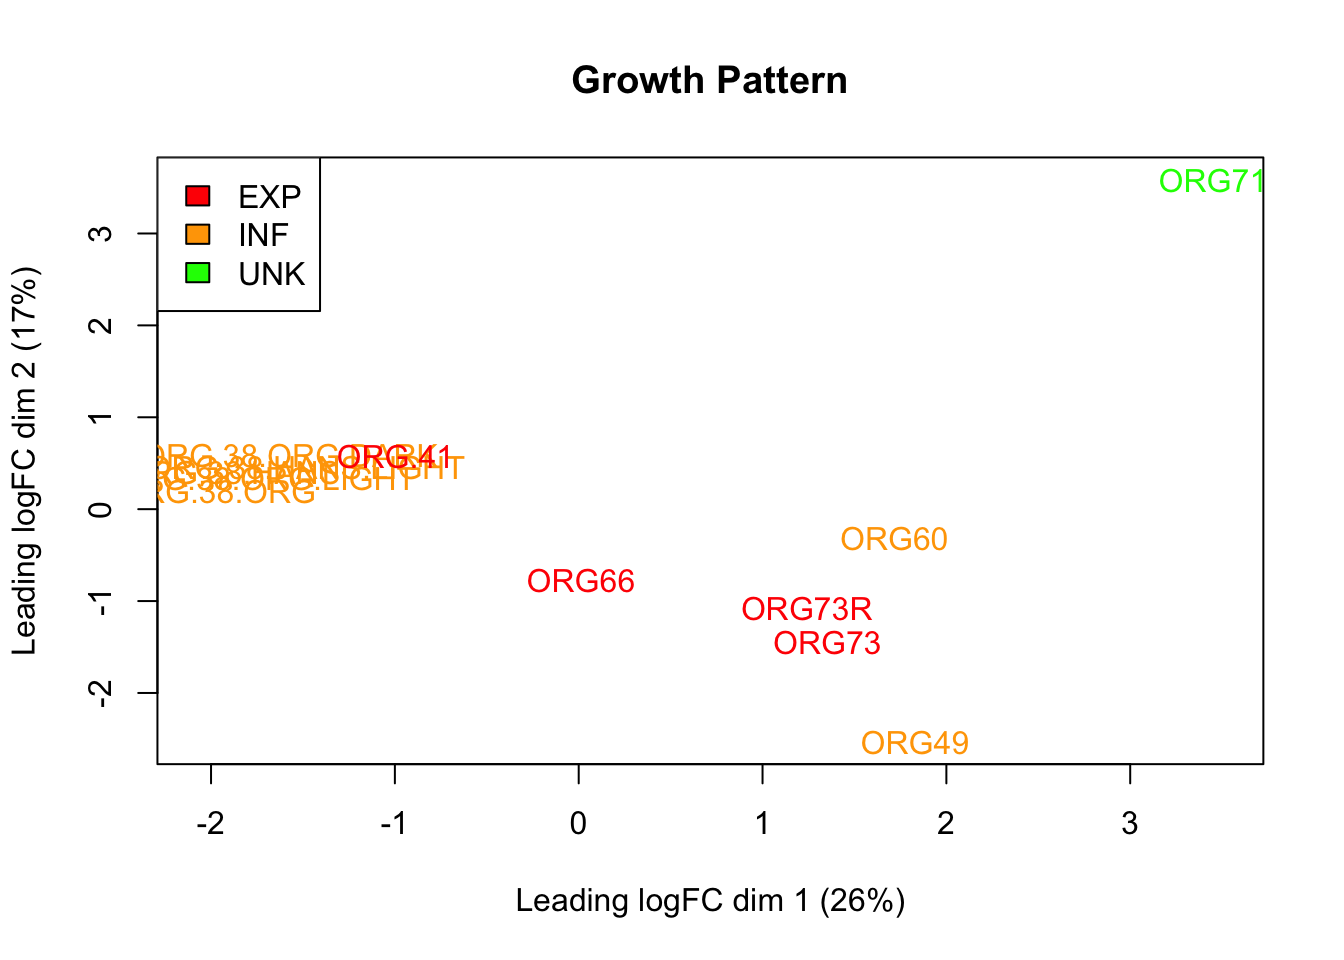 Growth Pattern
EXP
INF
UNK
ORG71
3
2
1
0
-1
-2
Leading logFC dim 2 (17%)
ORG.41
ORG60
ORG66
ORG73R
ORG73
ORG49
-2
-1
0
1
2
3
Leading logFC dim 1 (26%)